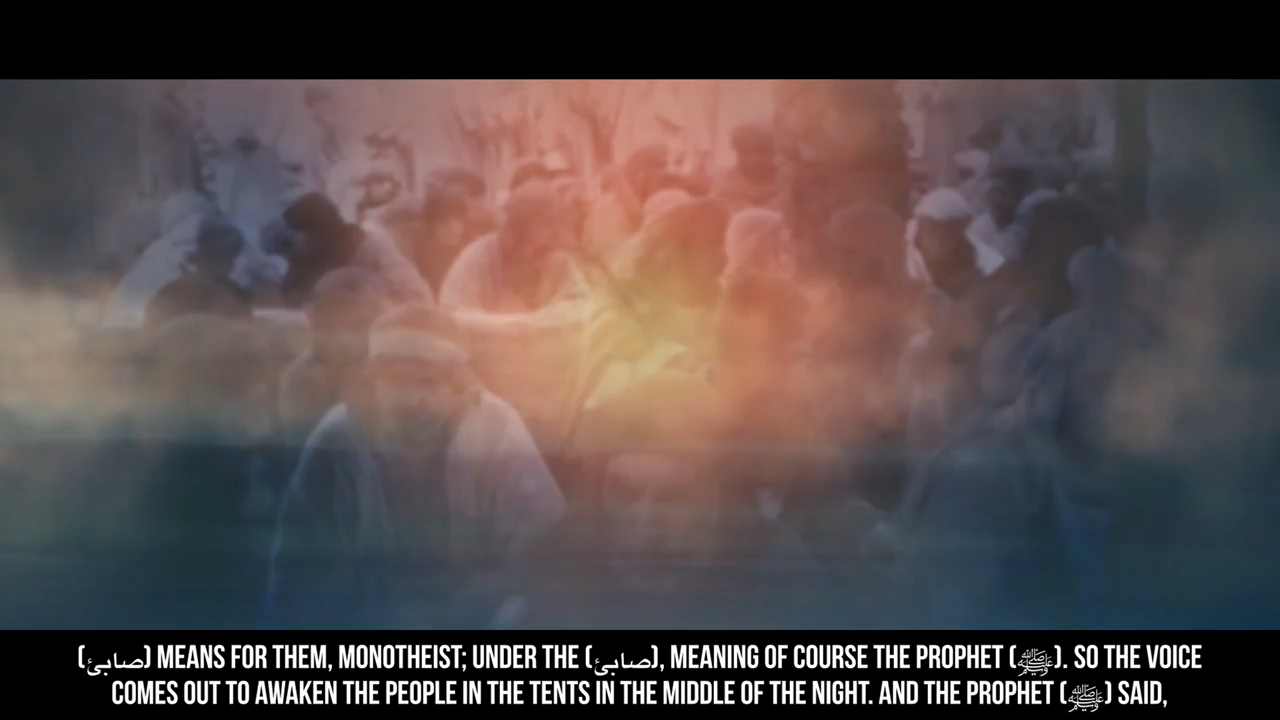 (صابئ) MEANS FOR THEM, MONOTHEIST; UNDER THE (صابئ), MEANING OF COURSE THE PROPHET (ﷺ). SO THE VOICE
COMES OUT TO AWAKEN THE PEOPLE IN THE TENTS IN THE MIDDLE OF THE NIGHT. AND THE PROPHET (ﷺ) SAID,